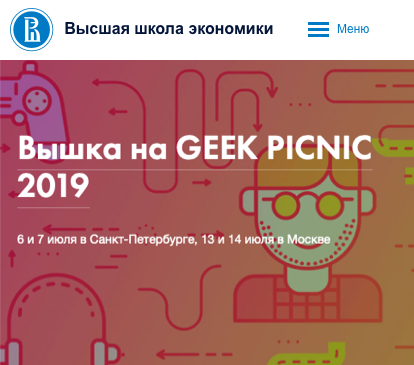 Высшая школа экономики
Меню
Вышка на GEEK PICNIC
2019
6 и 7 июля в Санкт-Петербурге, 13 и 14 июля в Москве